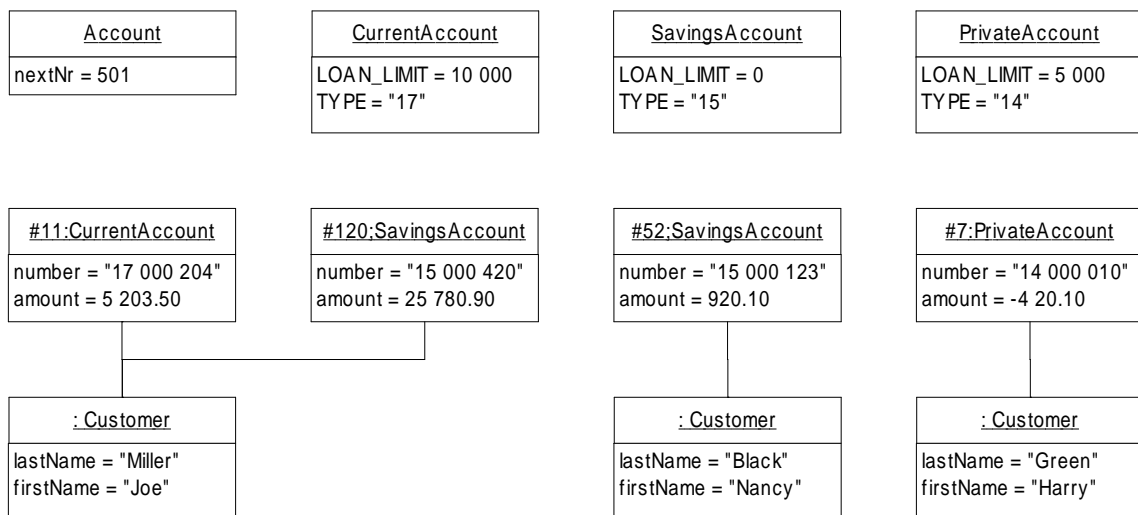 Account
nextNr = 501
CurrentAccount
LOAN_LIMIT = 10 000
TYPE = "17"
SavingsAccount
LOAN_LIMIT = 0
TYPE = "15"
PrivateAccount
LOAN_LIMIT = 5 000
TYPE = "14"
#11:CurrentAccount
number = "17 000 204"
amount = 5 203.50
#120;SavingsAccount
number = "15 000 420"
amount = 25 780.90
#52;SavingsAccount
number = "15 000 123"
amount = 920.10
#7:PrivateAccount
number = "14 000 010"
amount = -4 20.10
: Customer
lastName = "Miller"
firstName = "Joe"
: Customer
lastName = "Black"
firstName = "Nancy"
: Customer
lastName = "Green"
firstName = "Harry"